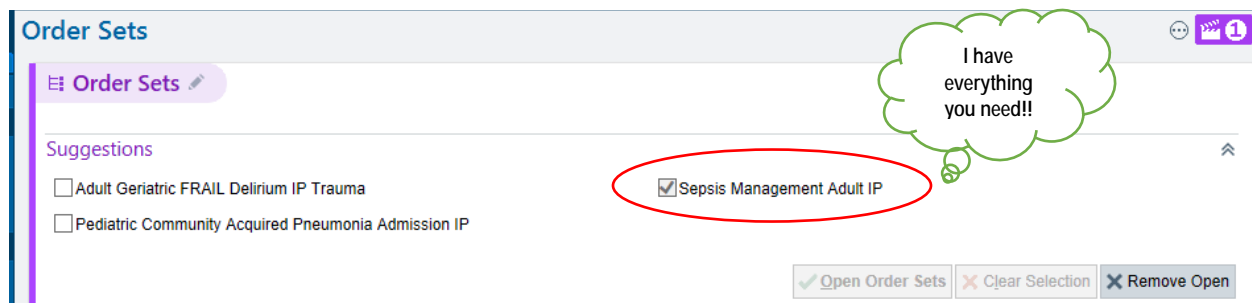 Order Sets
1
I have
everything
you need!!
Order Sets
Suggestions
Adult Geriatric FRAIL Delirium IP Trauma
Sepsis Management Adult IP
Pediatric Community Acquired Pneumonia Admission IP
Open Order Sets
Clear Selection
Remove Open